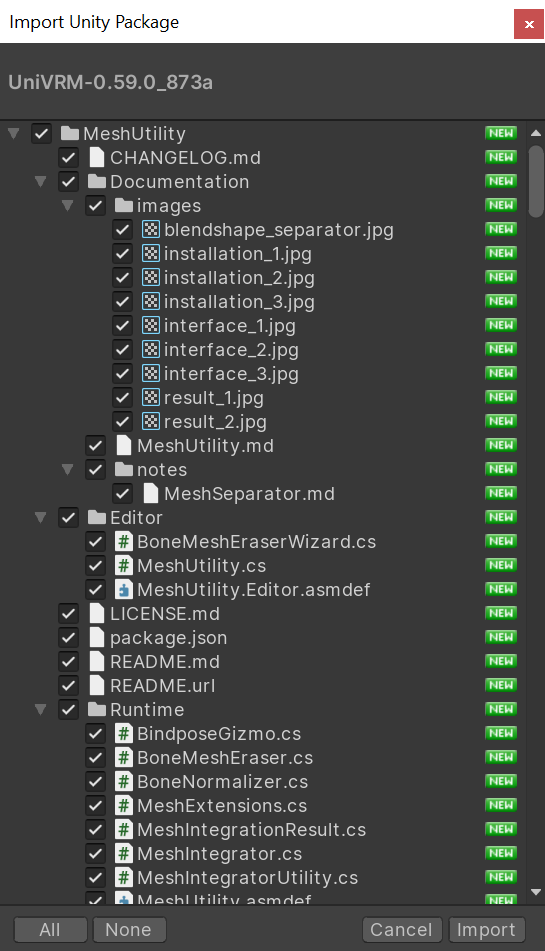 Import Unity Package
x
UniVRM-0.59.0_873a
MeshUtility NEW
CHANGELOG.md NEW
Documentation NEW
images NEW
blendshape_separator.jpg NEW
installation_1.jpg NEW
installation_2.jpg NEW
installation_3.jpg NEW
interface_1.jpg NEW
interface_2.jpg NEW
interface_3.jpg NEW
result_1.jpg NEW
result_2.jpg NEW
MeshUtility.md NEW
notes NEW
MeshSeparator.md NEW
Editor NEW
# BoneMeshEraserWizard.cs NEW
# MeshUtility.cs NEW
MeshUtility.Editor.asmdef NEW
LICENSE.md NEW
package.json NEW
README.md NEW
README.url NEW
Runtime NEW
# BindposeGizmo.cs NEW
# BoneMeshEraser.cs NEW
# BoneNormalizer.cs NEW
# MeshExtensions.cs NEW
# MeshIntegrationResult.cs NEW
# MeshIntegrator.cs NEW
# MeshIntegratorUtility.cs NEW
MeshUtility.asmdef NEW
All None Cancel Import